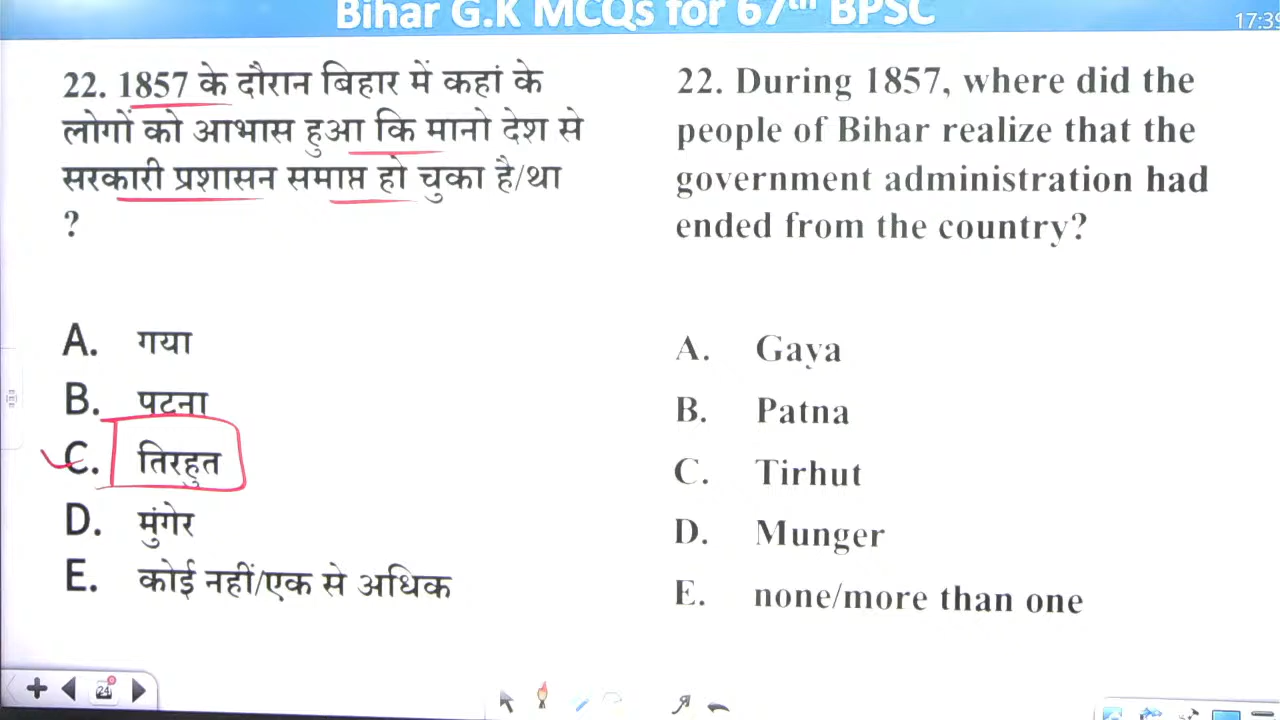 Bihar G.K MCQs for 67th BPSC
17:39
22. 1857 के दौरान बिहार में कहां के
लोगों को आभास हुआ कि मानो देश से
सरकारी प्रशासन समाप्त हो चुका है/था
?
A. गया
B. पटना
C. तिरहुत
D. मुंगेर
E. कोई नहीं/एक से अधिक
22. During 1857, where did the
people of Bihar realize that the
government administration had
ended from the country?
A. Gaya
B. Patna
C. Tirhut
D. Munger
E. none/more than one
24